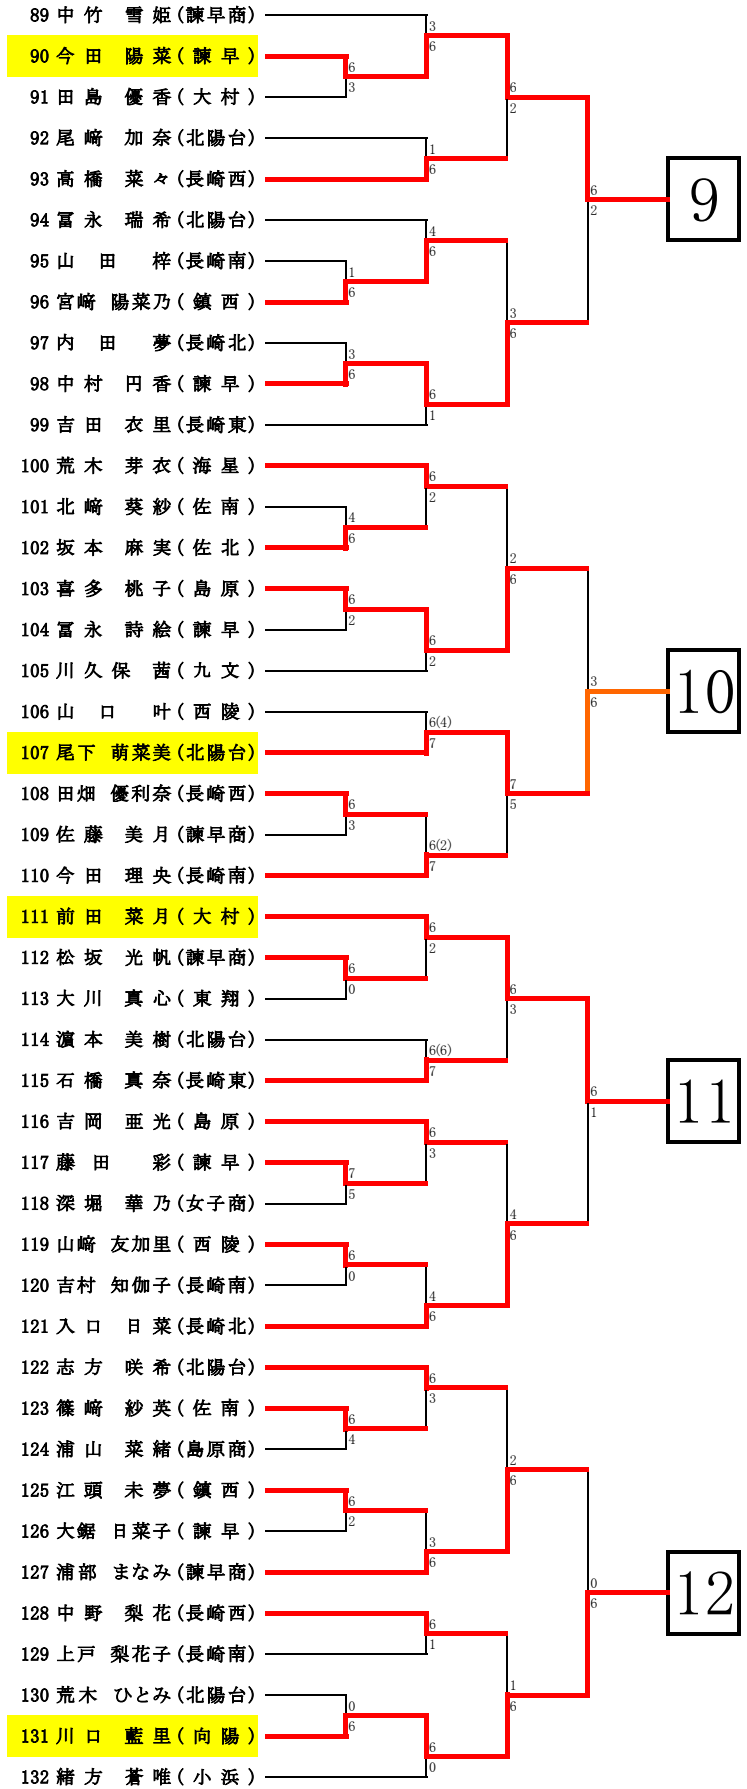 89 中 竹　雪 姫 (諫早商)
90 今 田　陽 菜 ( 諫 早 )
91 田 島　優 香 ( 大 村 )
92 尾 﨑　加 奈 (北陽台)
93 高 橋　菜 々 (長崎西)
94 冨 永　瑞 希 (北陽台)
95 山　田　　梓 (長崎南)
96 宮﨑　陽菜乃 ( 鎮 西 )
97 内　田　　夢 (長崎北)
98 中 村　円 香 ( 諫 早 )
99 吉 田　衣 里 (長崎東)
100 荒 木　芽 衣 ( 海 星 )
101 北 﨑　葵 紗 ( 佐 南 )
102 坂 本　麻 実 ( 佐 北 )
103 喜 多　桃 子 ( 島 原 )
104 冨 永　詩 絵 ( 諫 早 )
105 川 久 保　茜 ( 九 文 )
106 山　口　　叶 ( 西 陵 )
107 尾下　萌菜美 (北陽台)
108 田畑　優利奈 (長崎西)
109 佐 藤　美 月 (諫早商)
110 今 田　理 央 (長崎南)
111 前 田　菜 月 ( 大 村 )
112 松 坂　光 帆 (諫早商)
113 大 川　真 心 ( 東 翔 )
114 濵 本　美 樹 (北陽台)
115 石 橋　真 奈 (長崎東)
116 吉 岡　亜 光 ( 島 原 )
117 藤　田　　彩 ( 諫 早 )
118 深 堀　華 乃 (女子商)
119 山﨑　友加里 ( 西 陵 )
120 吉村　知伽子 (長崎南)
121 入 口　日 菜 (長崎北)
122 志 方　咲 希 (北陽台)
123 篠 﨑　紗 英 ( 佐 南 )
124 浦 山　菜 緒 (島原商)
125 江 頭　未 夢 ( 鎮 西 )
126 大鋸　日菜子 ( 諫 早 )
127 浦部　まなみ (諫早商)
128 中 野　梨 花 (長崎西)
129 上戸　梨花子 (長崎南)
130 荒木　ひとみ (北陽台)
131 川 口　藍 里 ( 向 陽 )
132 緒 方　蒼 唯 ( 小 浜 )
6
3
1
6
3
6
4
6
6
2
6
3
6
0
7
5
6
0
6
4
6
2
0
6
3
6
1
6
4
6
6
1
6
2
6
2
6(4)
7
6(2)
7
6
2
6(6)
7
6
3
4
6
6
3
3
6
6
1
6
0
6
2
3
6
2
6
7
5
6
3
4
6
2
6
1
6
6
2
3
6
6
1
0
6
9
10
11
12